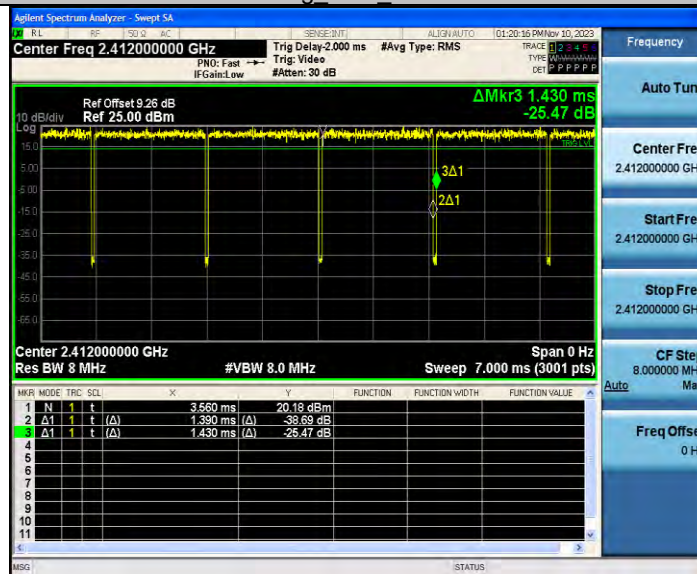 Agilent Spectrum Analyzer - Swept SA
RL RF 50 Ω AC SENSE:INT ALIGN AUTO 01:20:16 PM Nov 10, 2023
Center Freq 2.412000000 GHz
PNO: Fast
IFGain:Low
Trig Delay-2.000 ms
Trig: Video
#Atten: 30 dB
#Avg Type: RMS
TRACE 1 2 3 4 5 6
TYPE W
DET P P P P P P
Frequency
ΔMkr3 1.430 ms
-25.47 dB
Ref Offset 9.26 dB
10 dB/div Ref 25.00 dBm
Log
TRIG LVL
15.0
5.00
-5.00
-15.0
-25.0
-35.0
-45.0
-55.0
-65.0
3Δ1
2Δ1
Center 2.412000000 GHz Span 0 Hz
Res BW 8 MHz #VBW 8.0 MHz Sweep 7.000 ms (3001 pts)
MKR MODE TRC SCL X Y FUNCTION FUNCTION WIDTH FUNCTION VALUE
1 N 1 t 3.560 ms 20.18 dBm
2 Δ1 1 t (Δ) 1.390 ms (Δ) -38.69 dB
3 Δ1 1 t (Δ) 1.430 ms (Δ) -25.47 dB
4
5
6
7
8
9
10
11
MSG STATUS
Auto Tun
Center Fre
2.412000000 GH
Start Fre
2.412000000 GH
Stop Fre
2.412000000 GH
CF Ste
8.000000 MH
Auto Ma
Freq Offse
0 H